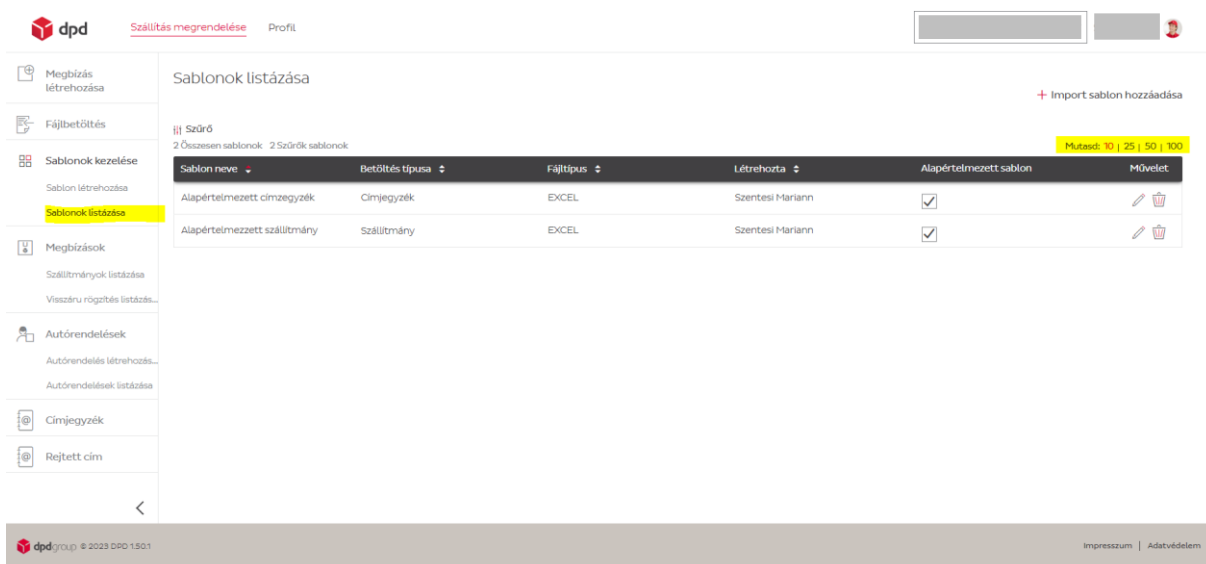 dpd Szállítás megrendelése Profil
Megbízás
létrehozása
Fájlbetöltés
Sablonok kezelése
Sablon létrehozása
Sablonok listázása
Megbízások
Szállítmányok listázása
Visszáru rögzítés listázás...
Autórendelések
Autórendelés létrehozás...
Autórendelések listázása
Címjegyzék
Rejtett cím
Sablonok listázása
+ Import sablon hozzáadása
Szűrő
2 Összesen sablonok 2 Szűrők sablonok
Mutasd: 10 | 25 | 50 | 100
Sablon neve Betöltés típusa Fájltípus Létrehozta Alapértelmezett sablon Művelet
Alapértelmezett címzegyzék Címjegyzék EXCEL Szentesi Mariann
Alapértelmezzett szállítmány Szállítmány EXCEL Szentesi Mariann
dpdgroup © 2023 DPD 1.50.1
Impresszum | Adatvédelem